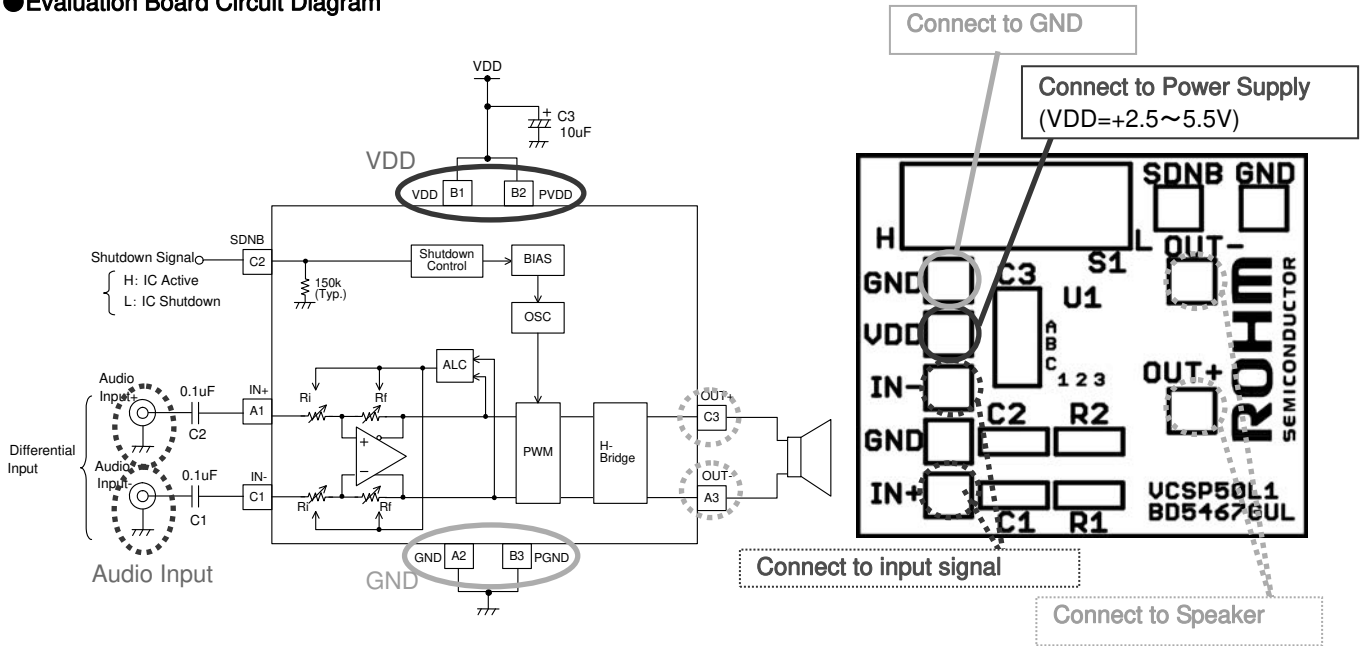 ●Evaluation Board Circuit Diagram
VDD
+
C3
10uF
VDD
VDD
B1
B2
PVDD
SDNB
Shutdown Signal
C2
H: IC Active
L: IC Shutdown
150k
(Typ.)
Shutdown
Control
BIAS
OSC
ALC
Audio
Input+
0.1uF
C2
IN+
A1
Ri
Rf
+
−
PWM
H-
Bridge
OUT+
C3
Differential
Input
Audio
Input-
0.1uF
C1
IN-
C1
Ri
Rf
OUT-
A3
GND
A2
B3
PGND
GND
Audio Input
Connect to GND
Connect to Power Supply
(VDD=+2.5～5.5V)
SDNB GND
H
L
OUT-
S1
GND
C3
U1
VDD
A
B
C
1 2 3
IN-
OUT+
C2
R2
GND
IN+
C1
R1
VCSP50L1
BD5467GUL
ROHM
SEMICONDUCTOR
Connect to input signal
Connect to Speaker